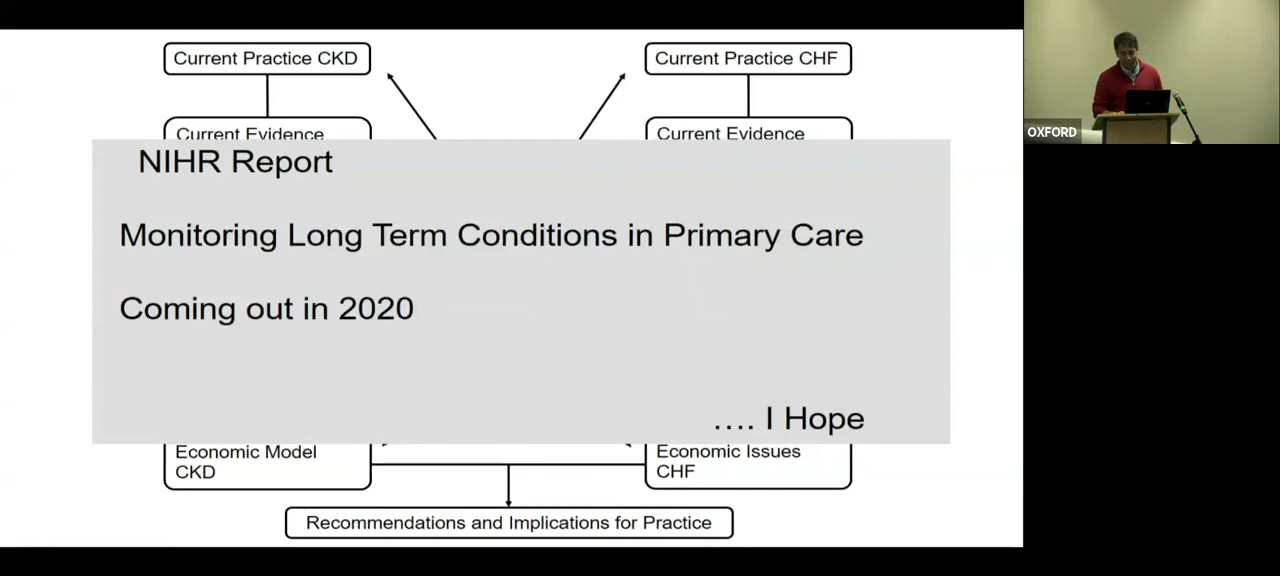 Current Practice CKD
Current Practice CHF
Current Evidence
Current Evidence
NIHR Report
Monitoring Long Term Conditions in Primary Care
Coming out in 2020
.... I Hope
Economic Model
CKD
Economic Issues
CHF
Recommendations and Implications for Practice
OXFORD